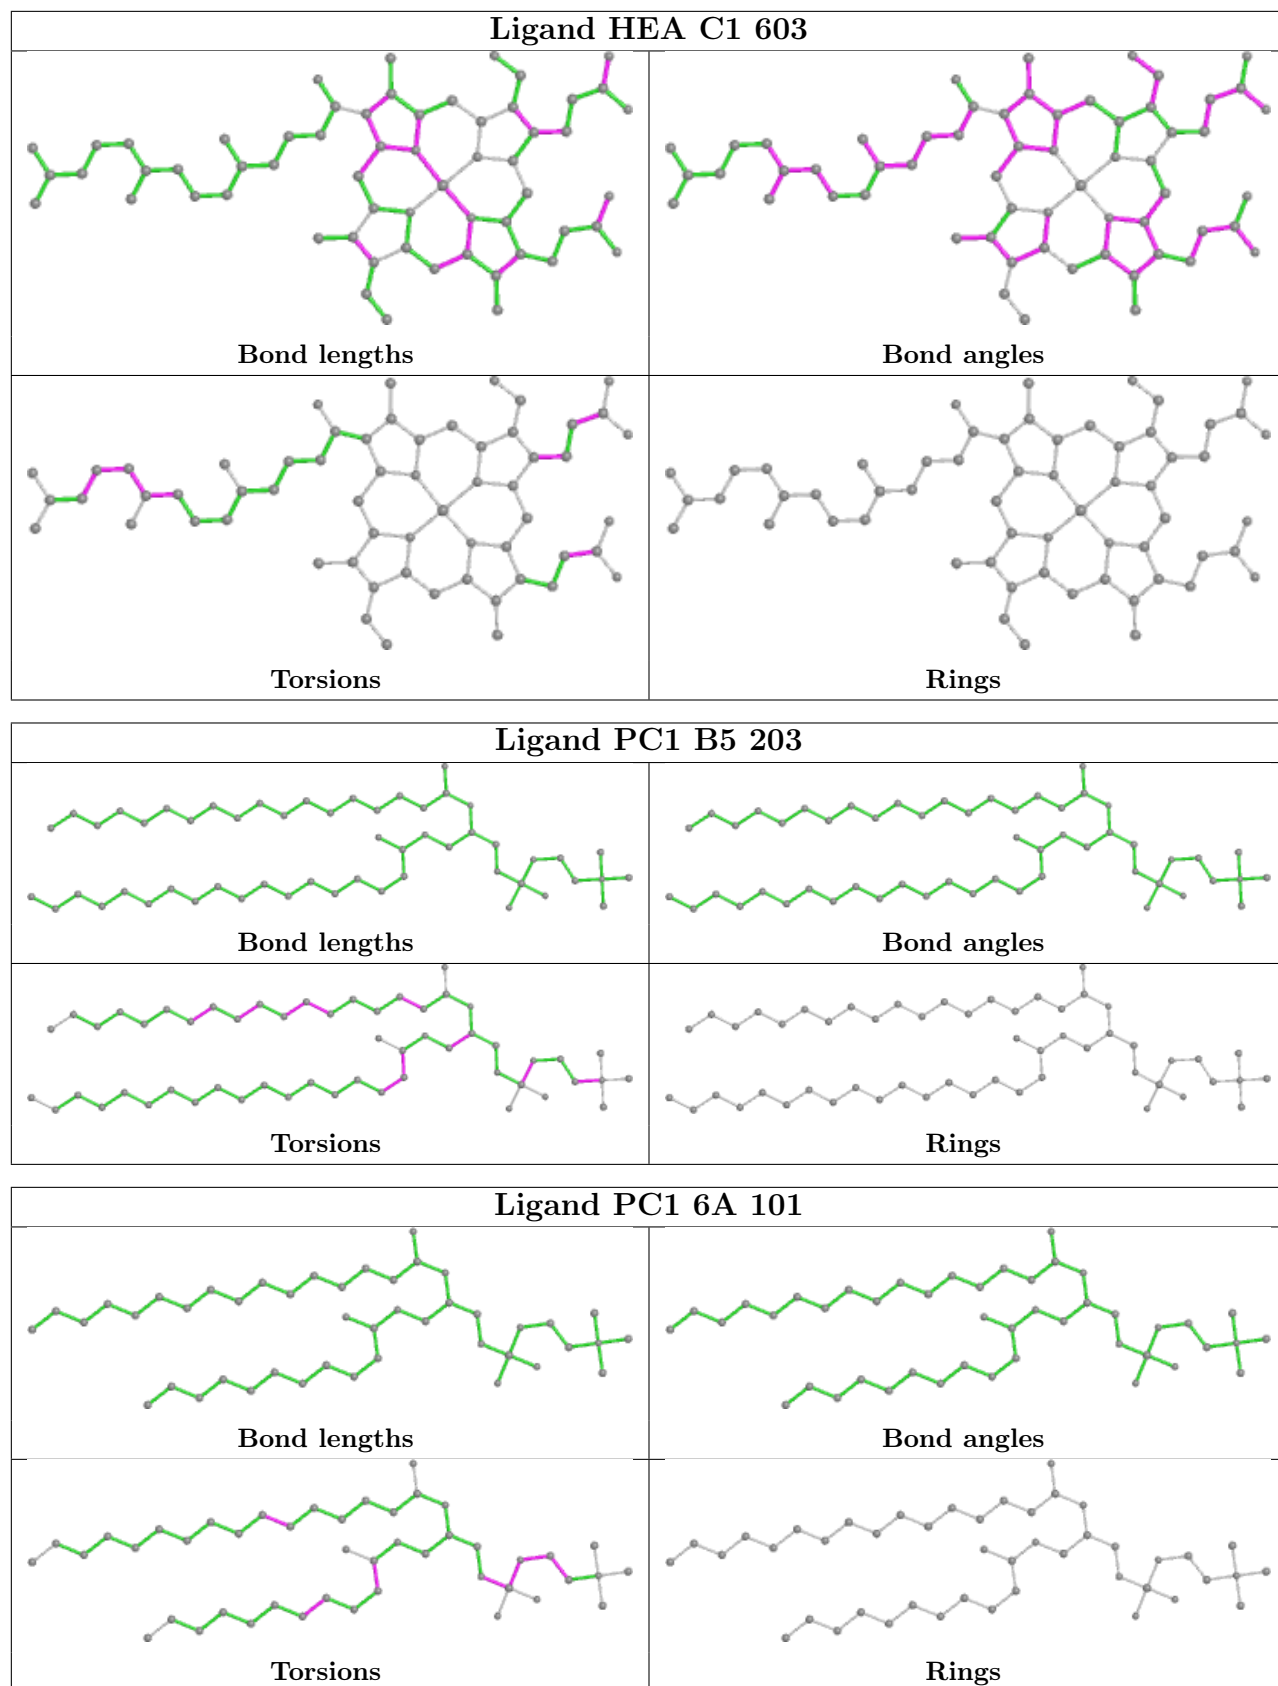 Ligand HEA C1 603
Bond lengths
Bond angles
Torsions
Rings
Ligand PC1 B5 203
Bond lengths
Bond angles
Torsions
Rings
Ligand PC1 6A 101
Bond lengths
Bond angles
Torsions
Rings